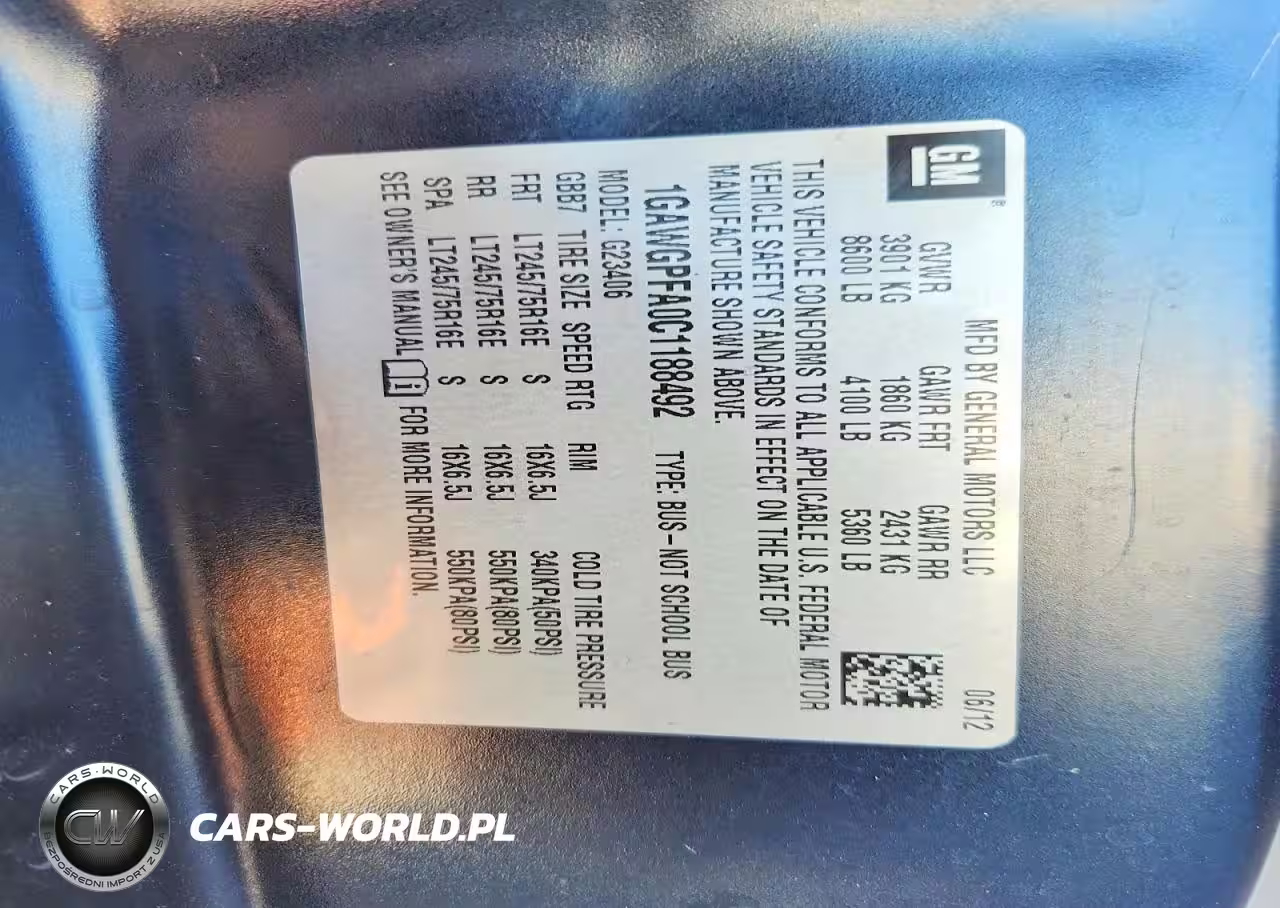 GM
®
MFD BY GENERAL MOTORS LLC 06/12
GVWR GAWR FRT GAWR RR
3901 KG 1860 KG 2431 KG
8600 LB 4100 LB 5360 LB
THIS VEHICLE CONFORMS TO ALL APPLICABLE U.S. FEDERAL MOTOR
VEHICLE SAFETY STANDARDS IN EFFECT ON THE DATE OF
MANUFACTURE SHOWN ABOVE.
1GAWGPFA0C1188492 TYPE: BUS-NOT SCHOOL BUS
MODEL: G23406
GBB7 TIRE SIZE SPEED RTG RIM COLD TIRE PRESSURE
FRT LT245/75R16E S 16X6.5J 340KPA(50PSI)
RR LT245/75R16E S 16X6.5J 550KPA(80PSI)
SPA LT245/75R16E S 16X6.5J 550KPA(80PSI)
SEE OWNER'S MANUAL FOR MORE INFORMATION.
CARS-WORLD
CW
BEZPOŚREDNI IMPORT Z USA
CARS-WORLD.PL